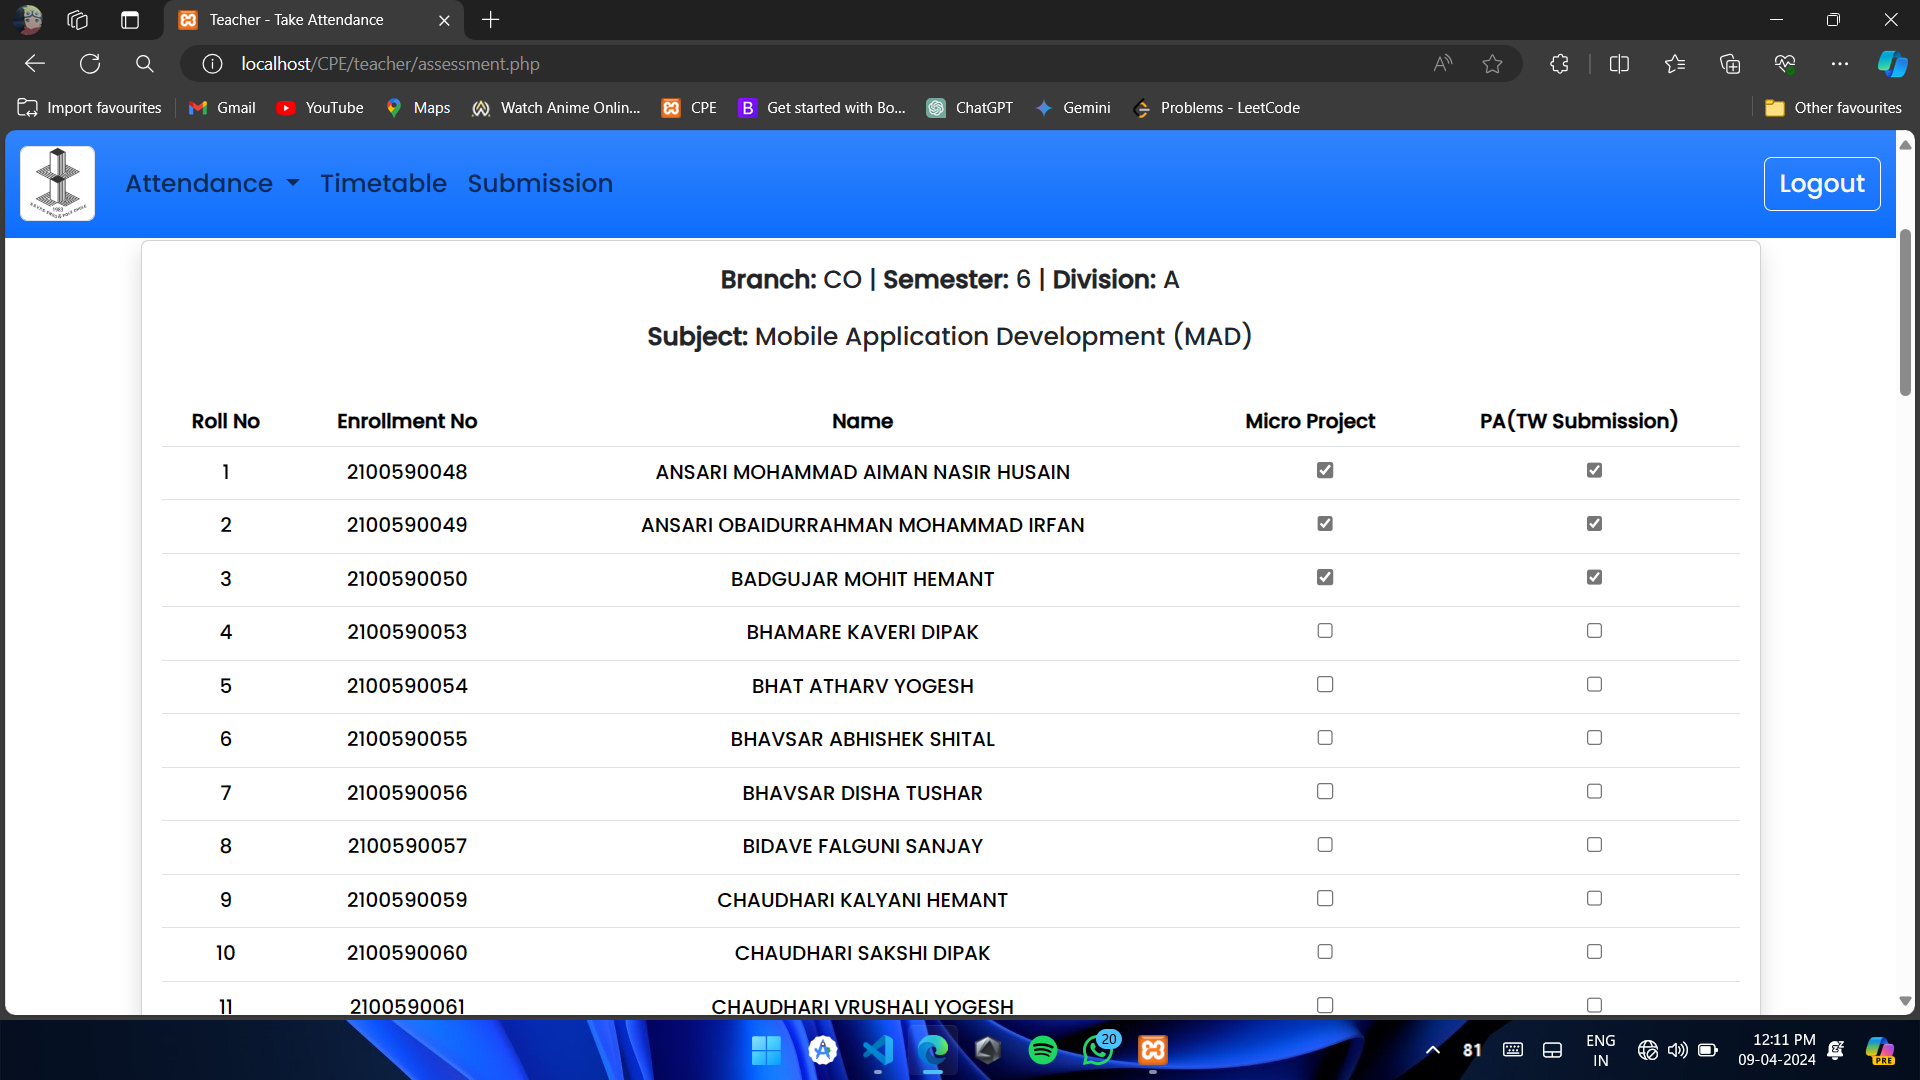 Teacher - Take Attendance
localhost/CPE/teacher/assessment.php
Import favourites Gmail YouTube Maps Watch Anime Onlin... CPE Get started with Bo... ChatGPT Gemini Problems - LeetCode Other favourites
1983
Attendance Timetable Submission Logout
Branch: CO | Semester: 6 | Division: A
Subject: Mobile Application Development (MAD)
Roll No Enrollment No Name Micro Project PA(TW Submission)
1 2100590048 ANSARI MOHAMMAD AIMAN NASIR HUSAIN
2 2100590049 ANSARI OBAIDURRAHMAN MOHAMMAD IRFAN
3 2100590050 BADGUJAR MOHIT HEMANT
4 2100590053 BHAMARE KAVERI DIPAK
5 2100590054 BHAT ATHARV YOGESH
6 2100590055 BHAVSAR ABHISHEK SHITAL
7 2100590056 BHAVSAR DISHA TUSHAR
8 2100590057 BIDAVE FALGUNI SANJAY
9 2100590059 CHAUDHARI KALYANI HEMANT
10 2100590060 CHAUDHARI SAKSHI DIPAK
11 2100590061 CHAUDHARI VRUSHALI YOGESH
20
81
ENG
IN
12:11 PM
09-04-2024
PRE